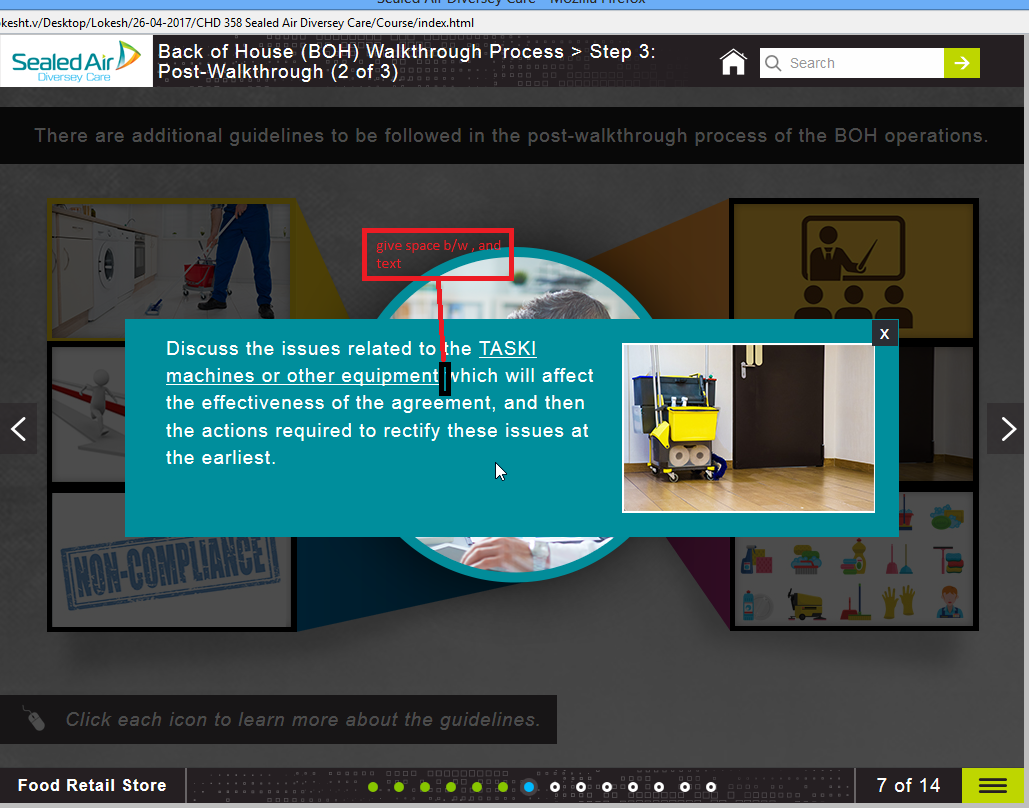 Sealed Air Diversey Care - Mozilla Firefox
kesht.v/Desktop/Lokesh/26-04-2017/CHD 358 Sealed Air Diversey Care/Course/index.html
Sealed Air
Diversey Care
Back of House (BOH) Walkthrough Process > Step 3:
Post-Walkthrough (2 of 3)
Search
There are additional guidelines to be followed in the post-walkthrough process of the BOH operations.
give space b/w , and
text
X
Discuss the issues related to the TASKI
machines or other equipment which will affect
the effectiveness of the agreement, and then
the actions required to rectify these issues at
the earliest.
NON-COMPLIANCE
Click each icon to learn more about the guidelines.
Food Retail Store
7 of 14